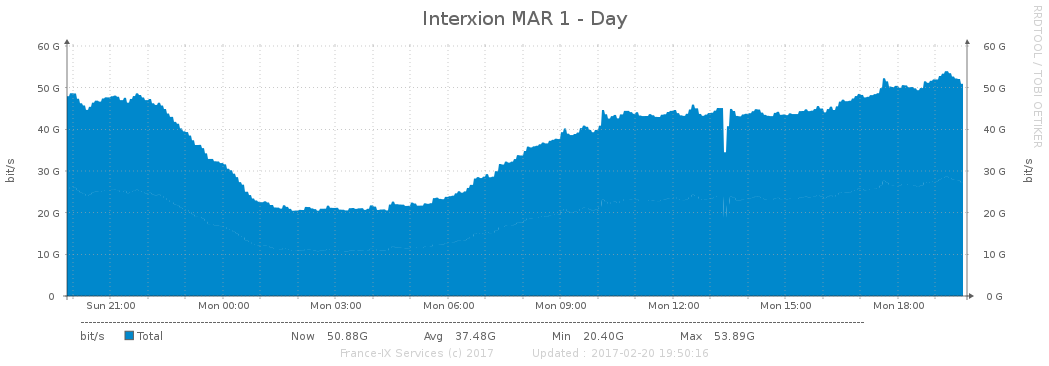 Interxion MAR 1 - Day
RRDTOOL / TOBI OETIKER
60 G 60 G
50 G 50 G
40 G 40 G
30 G 30 G
20 G 20 G
10 G 10 G
0 0 G
bit/s bit/s
Sun 21:00 Mon 00:00 Mon 03:00 Mon 06:00 Mon 09:00 Mon 12:00 Mon 15:00 Mon 18:00
bit/s Total Now 50.88G Avg 37.48G Min 20.40G Max 53.89G
France-IX Services (c) 2017 Updated : 2017-02-20 19:50:16